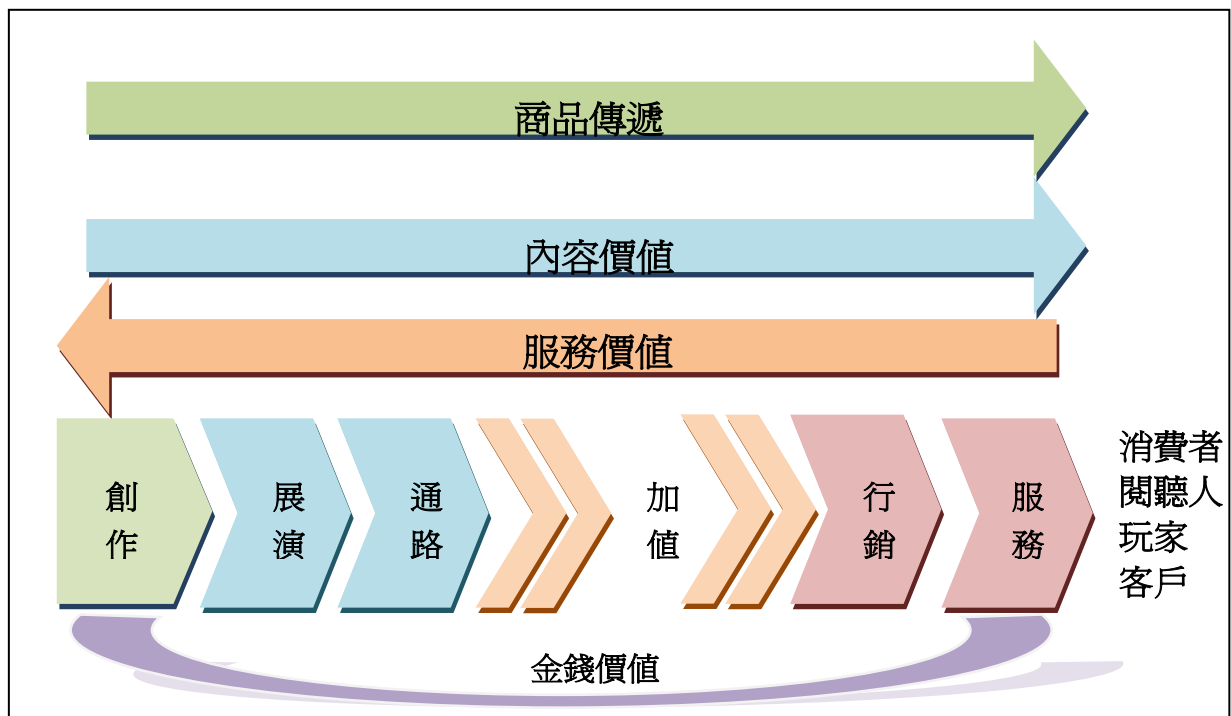 商品傳遞
內容價值
服務價值
創作
展演
通路
加值
行銷
服務
消費者
閱聽人
玩家
客戶
金錢價值